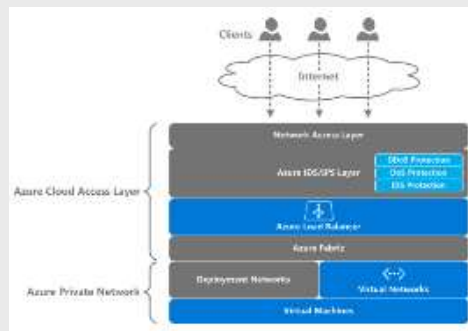 Clients
Internet
Network Access Layer
Azure IDS/IPS Layer
DDoS Protection
DoS Protection
IDS Protection
Azure Cloud Access Layer
Azure Load Balancer
Azure Fabric
Deployment Networks
Virtual Networks
Azure Private Network
Virtual Machines